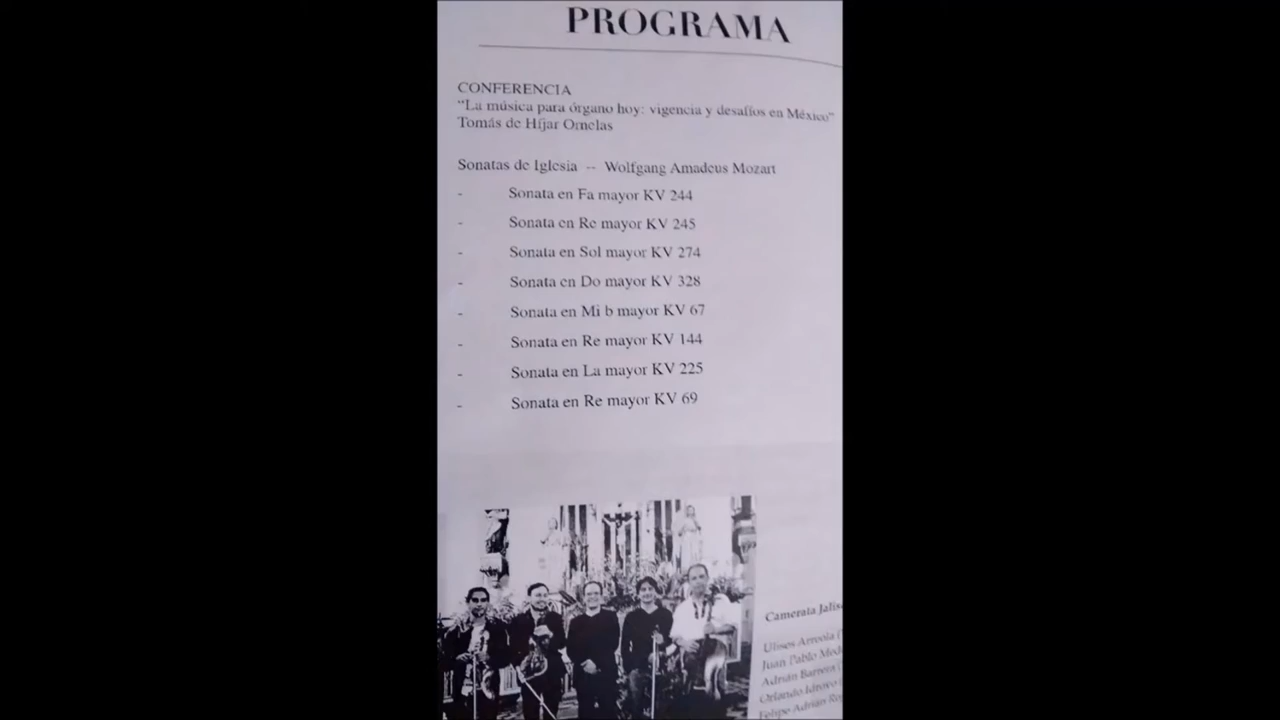 PROGRAMA
CONFERENCIA
“La música para órgano hoy: vigencia y desafíos en México”
Tomás de Híjar Ornelas
Sonatas de Iglesia -- Wolfgang Amadeus Mozart
- Sonata en Fa mayor KV 244
- Sonata en Re mayor KV 245
- Sonata en Sol mayor KV 274
- Sonata en Do mayor KV 328
- Sonata en Mi b mayor KV 67
- Sonata en Re mayor KV 144
- Sonata en La mayor KV 225
- Sonata en Re mayor KV 69
Camerata
Ulises Arreola
Juan Pablo
Adrián Barrera
Orlando
Felipe Adrián